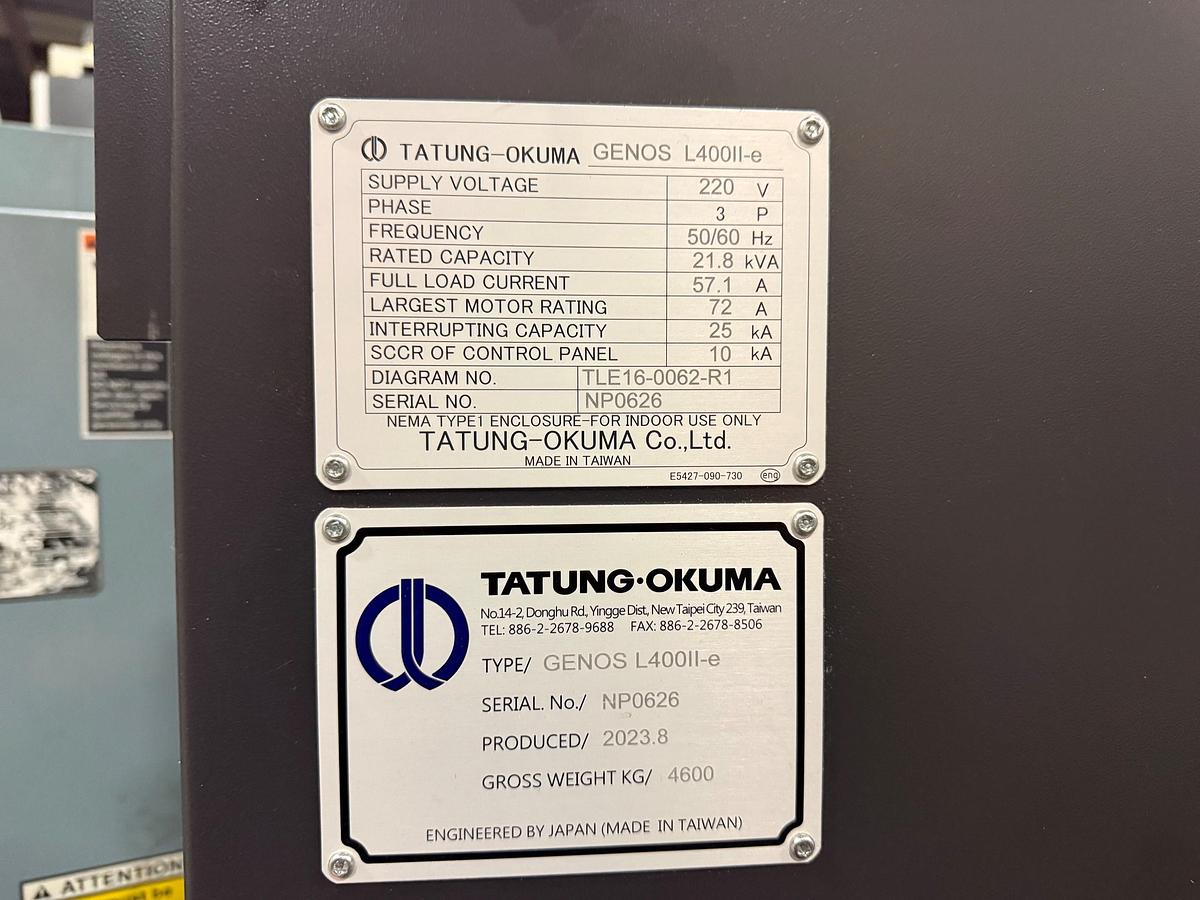 TATUNG-OKUMA GENOS L400II-e
SUPPLY VOLTAGE 220 V
PHASE 3 P
FREQUENCY 50/60 Hz
RATED CAPACITY 21.8 kVA
FULL LOAD CURRENT 57.1 A
LARGEST MOTOR RATING 72 A
INTERRUPTING CAPACITY 25 kA
SCCR OF CONTROL PANEL 10 kA
DIAGRAM NO. TLE16-0062-R1
SERIAL NO. NP0626
NEMA TYPE1 ENCLOSURE-FOR INDOOR USE ONLY
TATUNG-OKUMA Co.,Ltd.
MADE IN TAIWAN
E5427-090-730 eng
TATUNG·OKUMA
No.14-2, Donghu Rd., Yingge Dist., New Taipei City 239, Taiwan
TEL: 886-2-2678-9688 FAX: 886-2-2678-8506
TYPE/ GENOS L400II-e
SERIAL. No./ NP0626
PRODUCED/ 2023.8
GROSS WEIGHT KG/ 4600
ENGINEERED BY JAPAN (MADE IN TAIWAN)
ATTENTION
must be